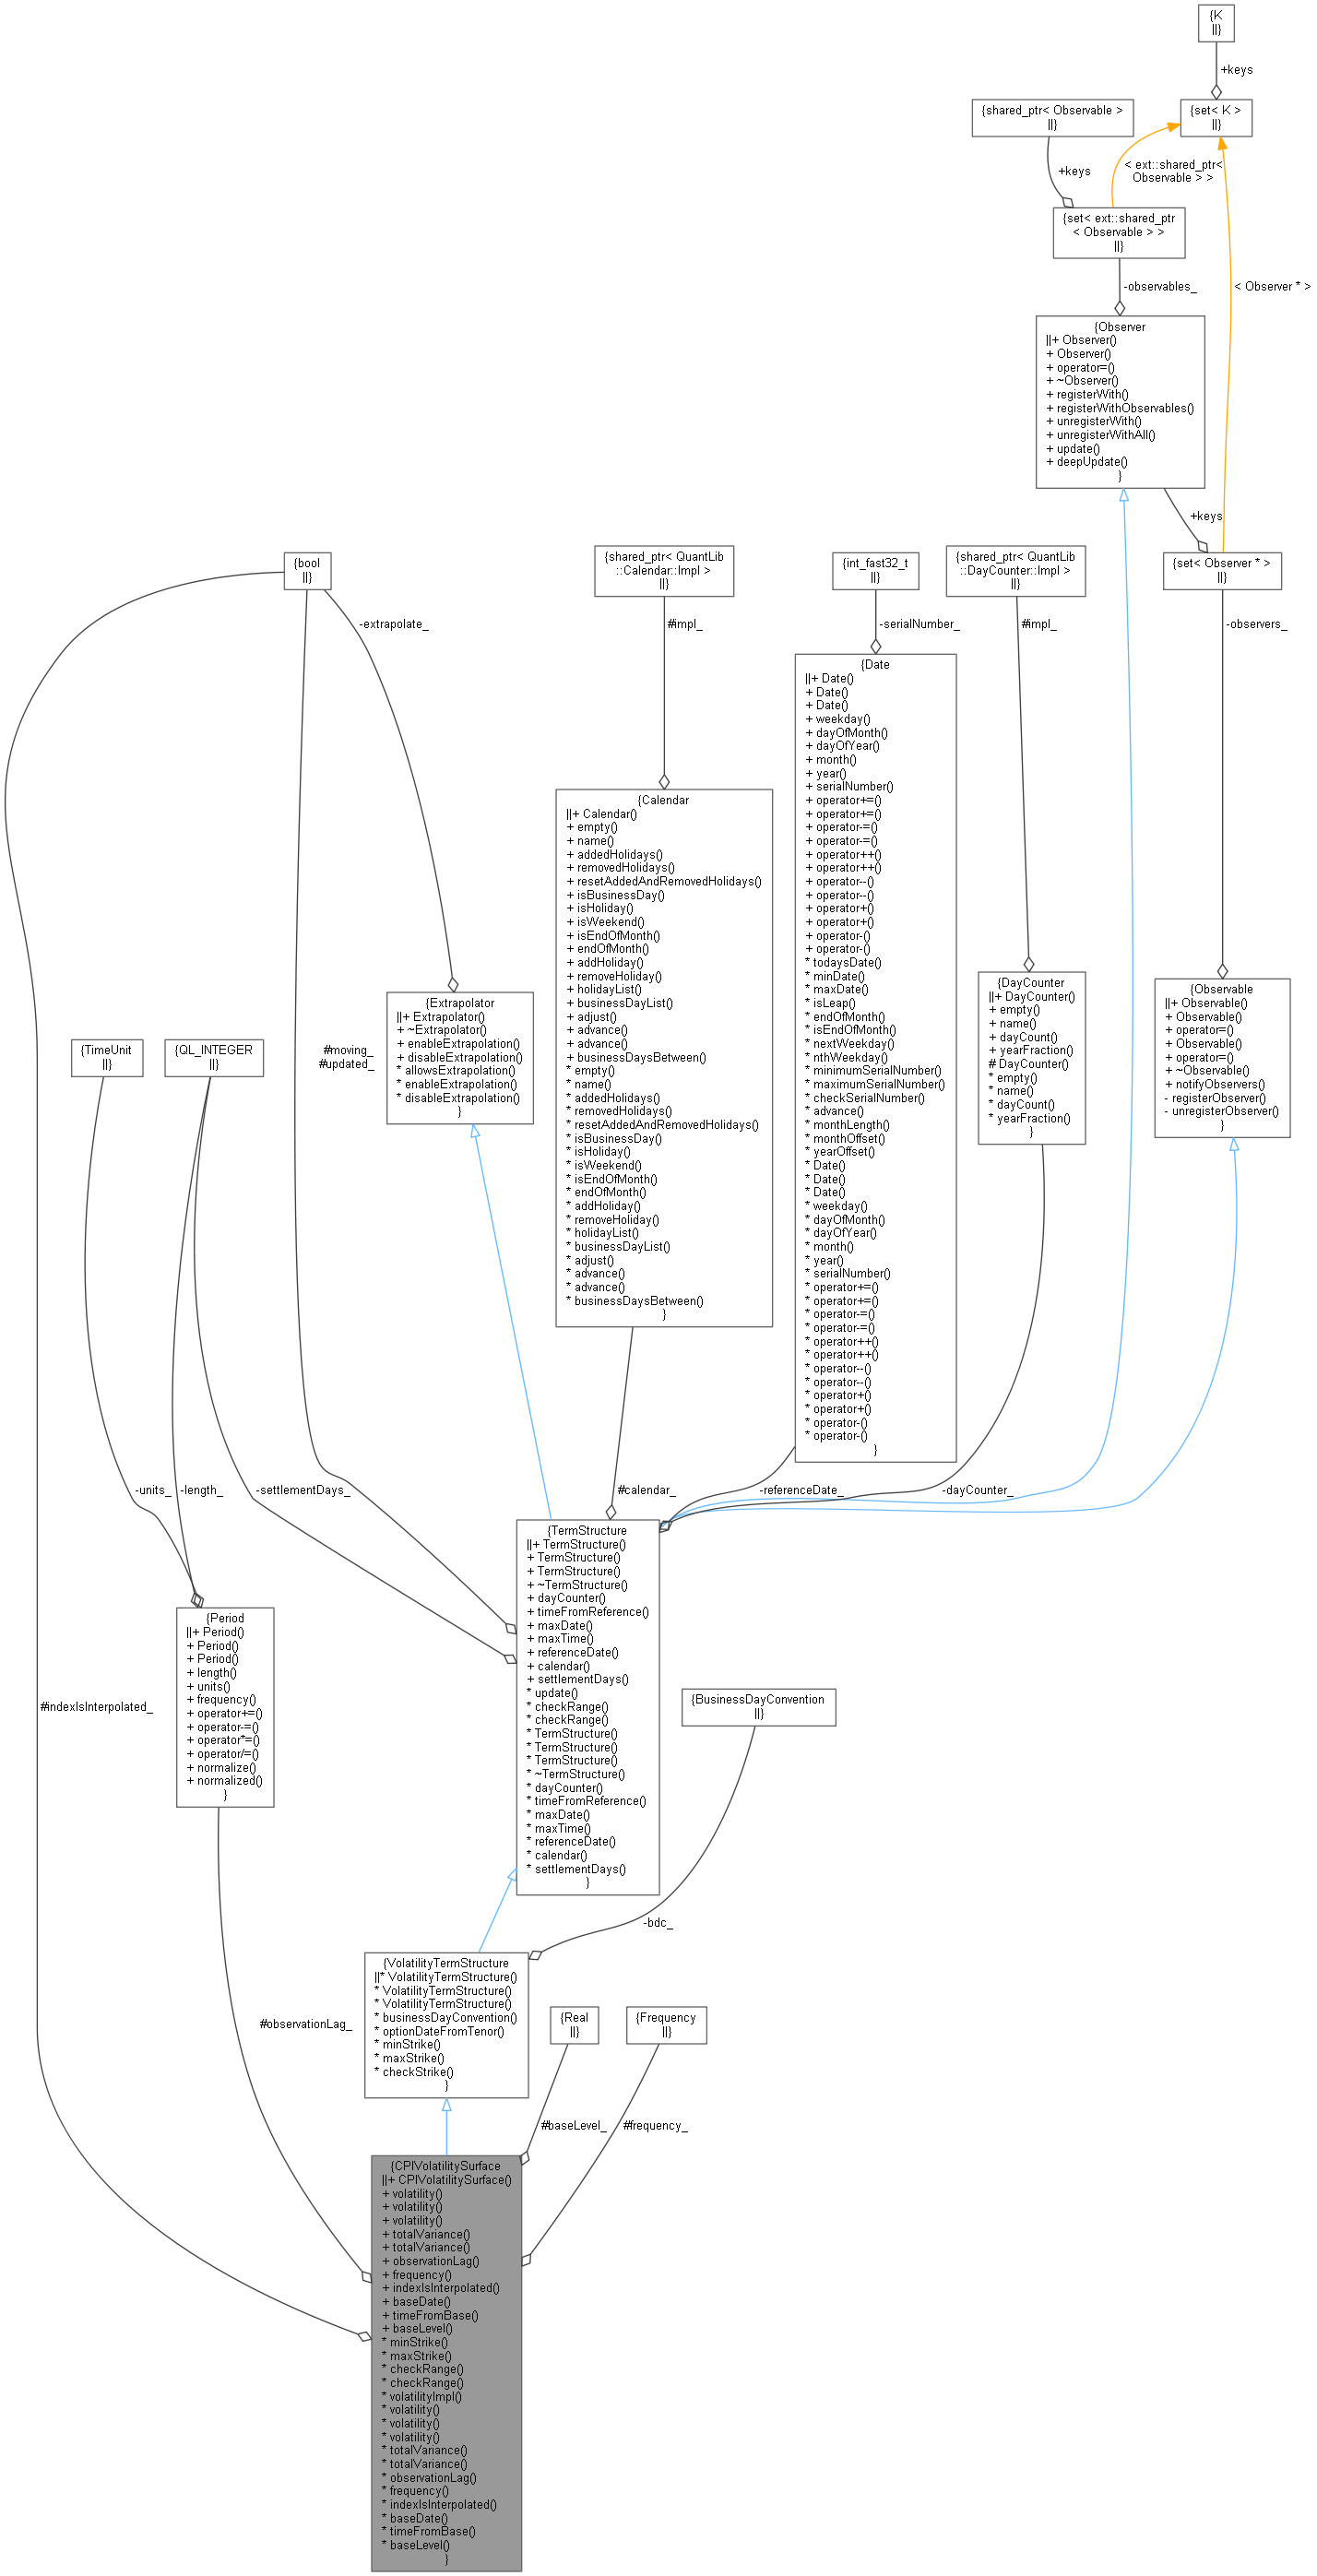 {K
||}
+keys
{shared_ptr< Observable >
||}
{set< K >
||}
+keys
< ext::shared_ptr<
Observable > >
{set< ext::shared_ptr
< Observable > >
||}
-observables_
< Observer * >
{Observer
||+ Observer()
+ Observer()
+ operator=()
+ ~Observer()
+ registerWith()
+ registerWithObservables()
+ unregisterWith()
+ unregisterWithAll()
+ update()
+ deepUpdate()
}
+keys
{bool
||}
{shared_ptr< QuantLib
::Calendar::Impl >
||}
{int_fast32_t
||}
{shared_ptr< QuantLib
::DayCounter::Impl >
||}
{set< Observer * >
||}
-extrapolate_
#impl_
-serialNumber_
#impl_
-observers_
{Date
||+ Date()
+ Date()
+ Date()
+ weekday()
+ dayOfMonth()
+ dayOfYear()
+ month()
+ year()
+ serialNumber()
+ operator+=()
+ operator+=()
+ operator-=()
+ operator-=()
+ operator++()
+ operator++()
+ operator--()
+ operator--()
+ operator+()
+ operator+()
+ operator-()
+ operator-()
* todaysDate()
* minDate()
* maxDate()
* isLeap()
* endOfMonth()
* isEndOfMonth()
* nextWeekday()
* nthWeekday()
* minimumSerialNumber()
* maximumSerialNumber()
* checkSerialNumber()
* advance()
* monthLength()
* monthOffset()
* yearOffset()
* Date()
* Date()
* Date()
* weekday()
* dayOfMonth()
* dayOfYear()
* month()
* year()
* serialNumber()
* operator+=()
* operator+=()
* operator-=()
* operator-=()
* operator++()
* operator++()
* operator--()
* operator--()
* operator+()
* operator+()
* operator-()
* operator-()
}
{Calendar
||+ Calendar()
+ empty()
+ name()
+ addedHolidays()
+ removedHolidays()
+ resetAddedAndRemovedHolidays()
+ isBusinessDay()
+ isHoliday()
+ isWeekend()
+ isEndOfMonth()
+ endOfMonth()
+ addHoliday()
+ removeHoliday()
+ holidayList()
+ businessDayList()
+ adjust()
+ advance()
+ advance()
+ businessDaysBetween()
* empty()
* name()
* addedHolidays()
* removedHolidays()
* resetAddedAndRemovedHolidays()
* isBusinessDay()
* isHoliday()
* isWeekend()
* isEndOfMonth()
* endOfMonth()
* addHoliday()
* removeHoliday()
* holidayList()
* businessDayList()
* adjust()
* advance()
* advance()
* businessDaysBetween()
}
{DayCounter
||+ DayCounter()
+ empty()
+ name()
+ dayCount()
+ yearFraction()
# DayCounter()
* empty()
* name()
* dayCount()
* yearFraction()
}
{Observable
||+ Observable()
+ Observable()
+ operator=()
+ Observable()
+ operator=()
+ ~Observable()
+ notifyObservers()
- registerObserver()
- unregisterObserver()
}
{Extrapolator
||+ Extrapolator()
+ ~Extrapolator()
+ enableExtrapolation()
+ disableExtrapolation()
* allowsExtrapolation()
* enableExtrapolation()
* disableExtrapolation()
}
{TimeUnit
||}
{QL_INTEGER
||}
#moving_
#updated_
-units_
-length_
-settlementDays_
#calendar_
-referenceDate_
-dayCounter_
{TermStructure
||+ TermStructure()
+ TermStructure()
+ TermStructure()
+ ~TermStructure()
+ dayCounter()
+ timeFromReference()
+ maxDate()
+ maxTime()
+ referenceDate()
+ calendar()
+ settlementDays()
* update()
* checkRange()
* checkRange()
* TermStructure()
* TermStructure()
* TermStructure()
* ~TermStructure()
* dayCounter()
* timeFromReference()
* maxDate()
* maxTime()
* referenceDate()
* calendar()
* settlementDays()
}
{Period
||+ Period()
+ Period()
+ Period()
+ length()
+ units()
+ frequency()
+ operator+=()
+ operator-=()
+ operator*=()
+ operator/=()
+ normalize()
+ normalized()
}
#indexIsInterpolated_
{BusinessDayConvention
||}
-bdc_
{VolatilityTermStructure
||* VolatilityTermStructure()
* VolatilityTermStructure()
* VolatilityTermStructure()
* businessDayConvention()
* optionDateFromTenor()
* minStrike()
* maxStrike()
* checkStrike()
}
#observationLag_
{Real
||}
{Frequency
||}
#baseLevel_
#frequency_
{CPIVolatilitySurface
||+ CPIVolatilitySurface()
+ volatility()
+ volatility()
+ volatility()
+ totalVariance()
+ totalVariance()
+ observationLag()
+ frequency()
+ indexIsInterpolated()
+ baseDate()
+ timeFromBase()
+ baseLevel()
* minStrike()
* maxStrike()
* checkRange()
* checkRange()
* volatilityImpl()
* volatility()
* volatility()
* volatility()
* totalVariance()
* totalVariance()
* observationLag()
* frequency()
* indexIsInterpolated()
* baseDate()
* timeFromBase()
* baseLevel()
}